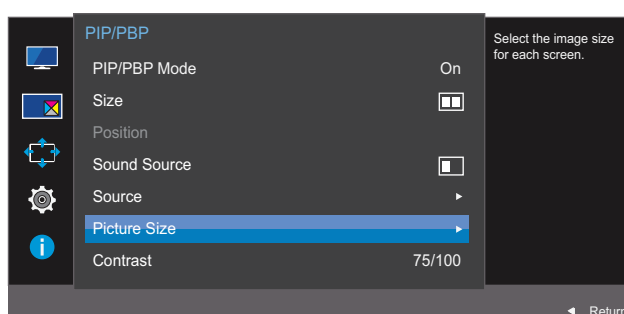 PIP/PBP
Select the image size
for each screen.
PIP/PBP Mode On
Size
Position
Sound Source
Source
Picture Size
Contrast 75/100
Return